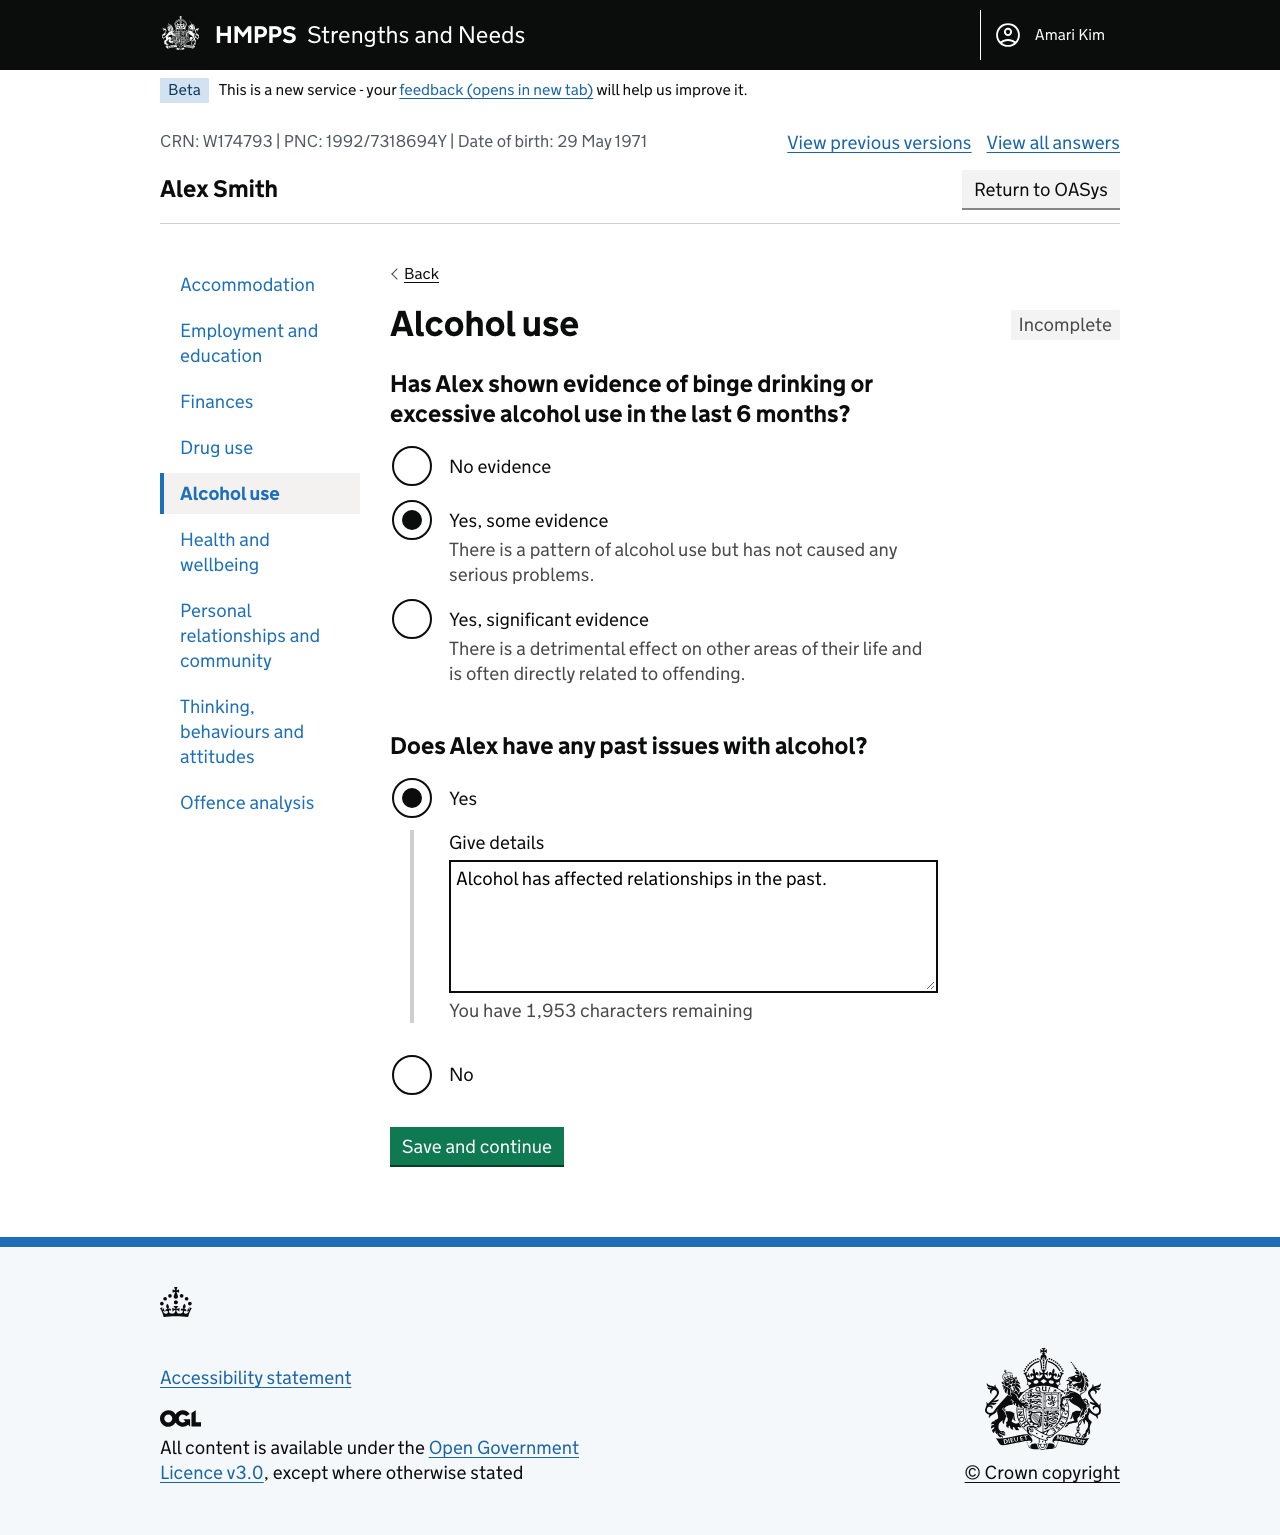 HMPPS Strengths and Needs
Amari Kim
Beta This is a new service - your feedback (opens in new tab) will help us improve it.
CRN: W174793 | PNC: 1992/7318694Y | Date of birth: 29 May 1971
View previous versions View all answers
Alex Smith
Return to OASys
Accommodation
Employment and
education
Finances
Drug use
Alcohol use
Health and
wellbeing
Personal
relationships and
community
Thinking,
behaviours and
attitudes
Offence analysis
Back
Alcohol use
Incomplete
Has Alex shown evidence of binge drinking or
excessive alcohol use in the last 6 months?
No evidence
Yes, some evidence
There is a pattern of alcohol use but has not caused any
serious problems.
Yes, significant evidence
There is a detrimental effect on other areas of their life and
is often directly related to offending.
Does Alex have any past issues with alcohol?
Yes
Give details
Alcohol has affected relationships in the past.
You have 1,953 characters remaining
No
Save and continue
Accessibility statement
OGL
All content is available under the Open Government
Licence v3.0, except where otherwise stated
© Crown copyright